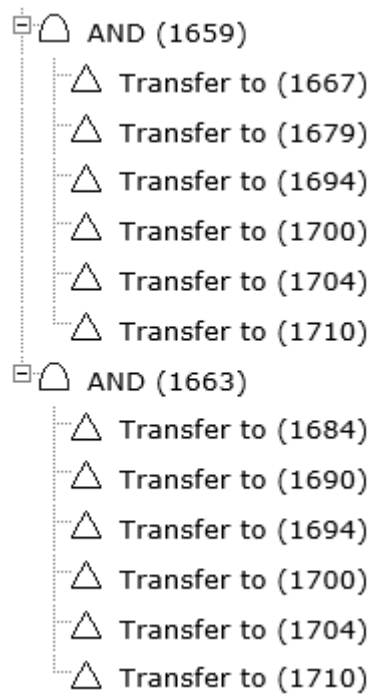 AND (1659)
Transfer to (1667)
Transfer to (1679)
Transfer to (1694)
Transfer to (1700)
Transfer to (1704)
Transfer to (1710)
AND (1663)
Transfer to (1684)
Transfer to (1690)
Transfer to (1694)
Transfer to (1700)
Transfer to (1704)
Transfer to (1710)